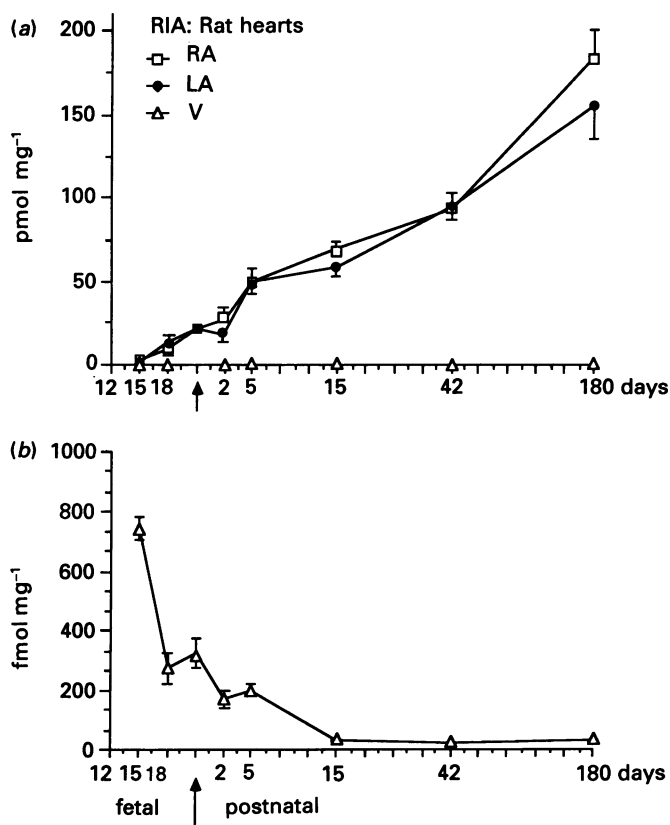 (a)
RIA: Rat hearts
RA
LA
V
pmol mg⁻¹
200
150
100
50
0
12 15 18 2 5 15 42 180 days
(b)
fmol mg⁻¹
1000
800
600
400
200
0
12 15 18 2 5 15 42 180 days
fetal postnatal